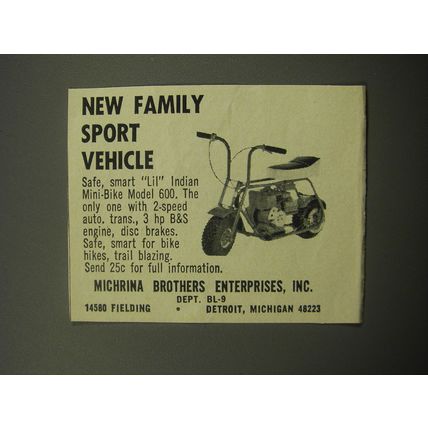 NEW FAMILY
SPORT
VEHICLE
Safe, smart "Lil" Indian
Mini-Bike Model 600. The
only one with 2-speed
auto. trans., 3 hp B&S
engine, disc brakes.
Safe, smart for bike
hikes, trail blazing.
Send 25c for full information.
MICHRINA BROTHERS ENTERPRISES, INC.
DEPT. BL-9
14580 FIELDING • DETROIT, MICHIGAN 48223